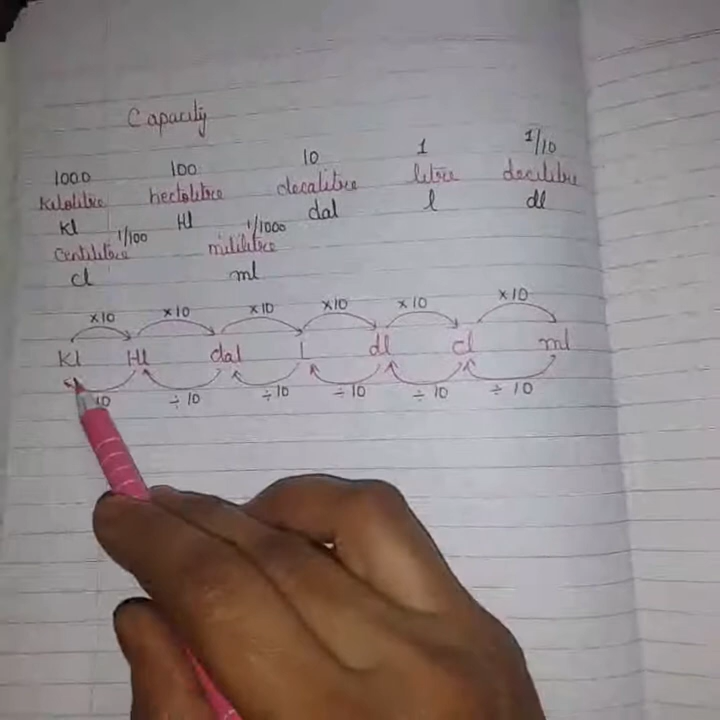 Capacity
1000 100 10 1 1/10
kilolitre hectolitre decalitre litre decilitre
kl Hl dal l dl
1/100 1/1000
centilitre mililitre
cl ml
×10 ×10 ×10 ×10 ×10 ×10
Kl Hl dal l dl cl ml
10 ÷ 10 ÷ 10 ÷ 10 ÷ 10 ÷ 10